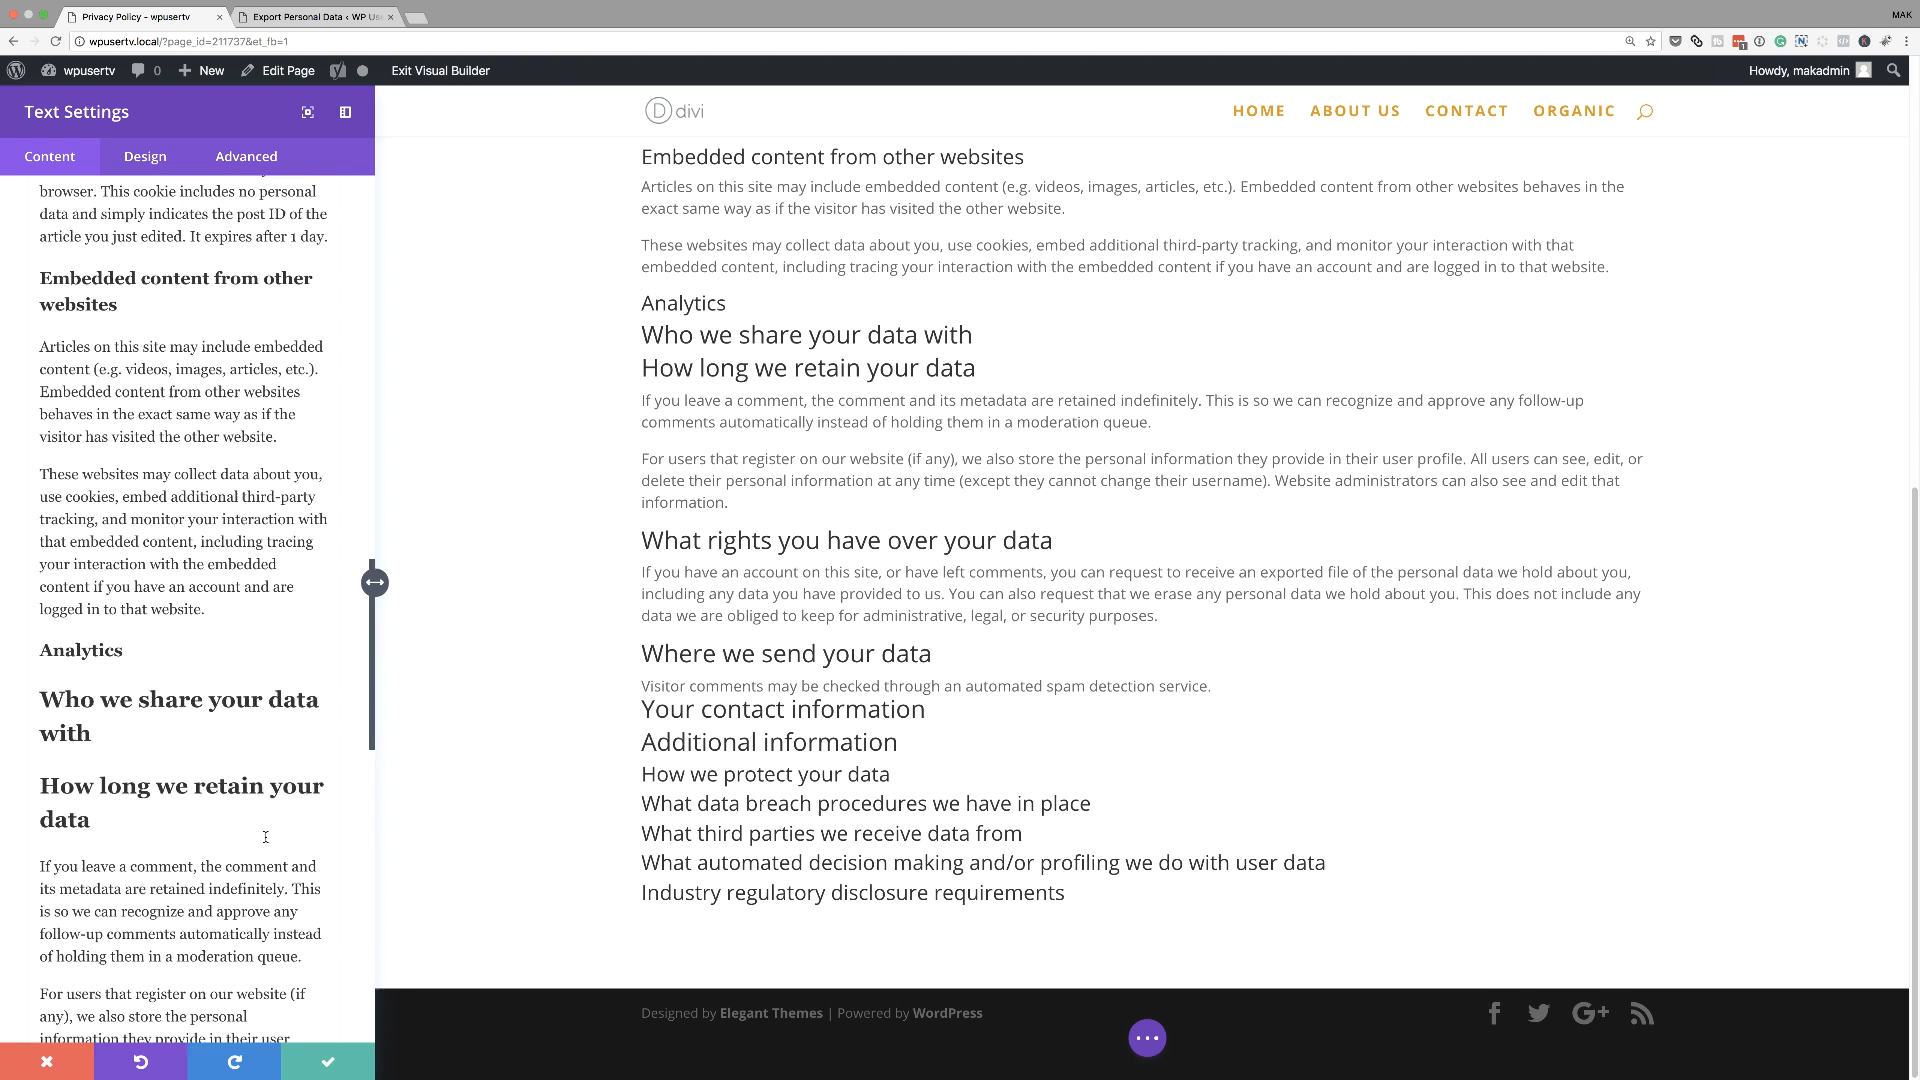 MAK
Privacy Policy - wpusertv
Export Personal Data ‹ WP Us
wpusertv.local/?page_id=211737&et_fb=1
wpusertv
0
New
Edit Page
Exit Visual Builder
Howdy, makadmin
Text Settings
Content
Design
Advanced
browser. This cookie includes no personal
data and simply indicates the post ID of the
article you just edited. It expires after 1 day.
Embedded content from other
websites
Articles on this site may include embedded
content (e.g. videos, images, articles, etc.).
Embedded content from other websites
behaves in the exact same way as if the
visitor has visited the other website.
These websites may collect data about you,
use cookies, embed additional third-party
tracking, and monitor your interaction with
that embedded content, including tracing
your interaction with the embedded
content if you have an account and are
logged in to that website.
Analytics
Who we share your data
with
How long we retain your
data
If you leave a comment, the comment and
its metadata are retained indefinitely. This
is so we can recognize and approve any
follow-up comments automatically instead
of holding them in a moderation queue.
For users that register on our website (if
any), we also store the personal
information they provide in their user
D divi
HOME
ABOUT US
CONTACT
ORGANIC
Embedded content from other websites
Articles on this site may include embedded content (e.g. videos, images, articles, etc.). Embedded content from other websites behaves in the
exact same way as if the visitor has visited the other website.
These websites may collect data about you, use cookies, embed additional third-party tracking, and monitor your interaction with that
embedded content, including tracing your interaction with the embedded content if you have an account and are logged in to that website.
Analytics
Who we share your data with
How long we retain your data
If you leave a comment, the comment and its metadata are retained indefinitely. This is so we can recognize and approve any follow-up
comments automatically instead of holding them in a moderation queue.
For users that register on our website (if any), we also store the personal information they provide in their user profile. All users can see, edit, or
delete their personal information at any time (except they cannot change their username). Website administrators can also see and edit that
information.
What rights you have over your data
If you have an account on this site, or have left comments, you can request to receive an exported file of the personal data we hold about you,
including any data you have provided to us. You can also request that we erase any personal data we hold about you. This does not include any
data we are obliged to keep for administrative, legal, or security purposes.
Where we send your data
Visitor comments may be checked through an automated spam detection service.
Your contact information
Additional information
How we protect your data
What data breach procedures we have in place
What third parties we receive data from
What automated decision making and/or profiling we do with user data
Industry regulatory disclosure requirements
Designed by Elegant Themes | Powered by WordPress